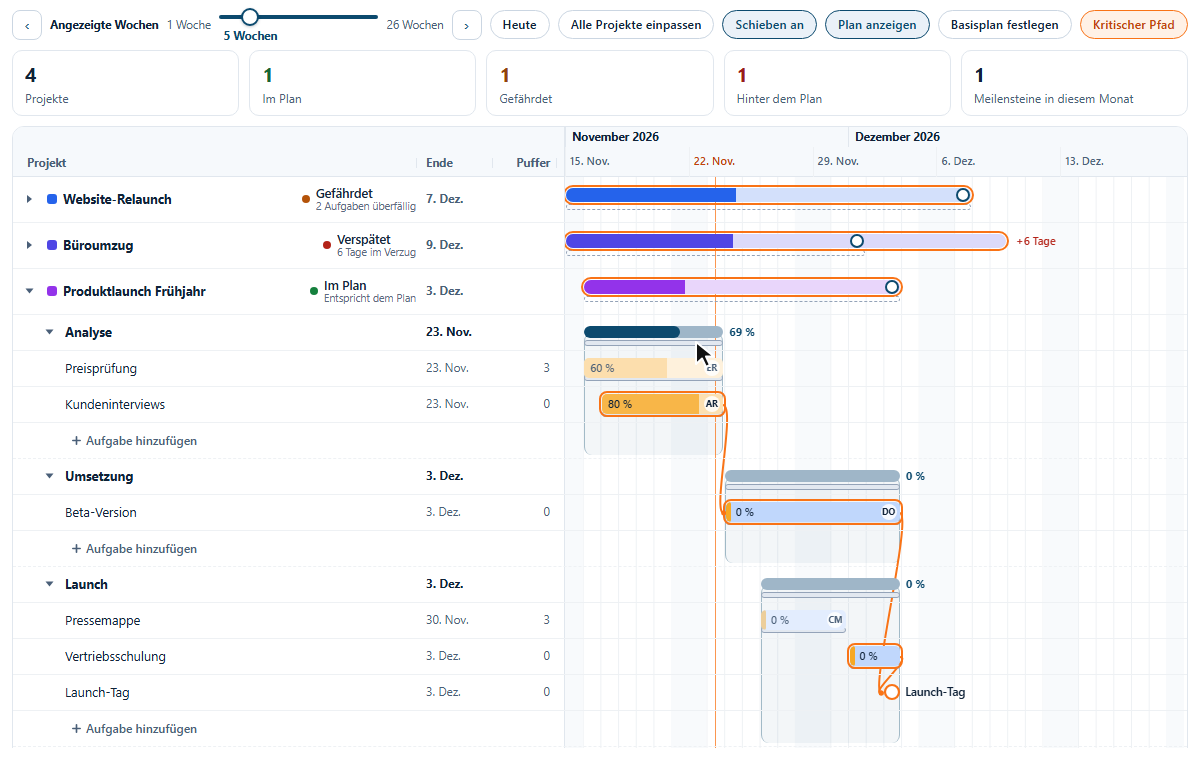 ‹ Angezeigte Wochen 1 Woche 26 Wochen › Heute Alle Projekte einpassen Schieben an Plan anzeigen Basisplan festlegen Kritischer Pfad
5 Wochen
4
Projekte
1
Im Plan
1
Gefährdet
1
Hinter dem Plan
1
Meilensteine in diesem Monat
November 2026 Dezember 2026
Projekt Ende Puffer 15. Nov. 22. Nov. 29. Nov. 6. Dez. 13. Dez.
Website-Relaunch Gefährdet 7. Dez.
2 Aufgaben überfällig
Büroumzug Verspätet 9. Dez. +6 Tage
6 Tage im Verzug
Produktlaunch Frühjahr Im Plan 3. Dez.
Entspricht dem Plan
Analyse 23. Nov. 69 %
Preisprüfung 23. Nov. 3 60 %
Kundeninterviews 23. Nov. 0 80 % AR
+ Aufgabe hinzufügen
Umsetzung 3. Dez. 0 %
Beta-Version 3. Dez. 0 0 % DO
+ Aufgabe hinzufügen
Launch 3. Dez. 0 %
Pressemappe 30. Nov. 3 0 % CM
Vertriebsschulung 3. Dez. 0 0 %
Launch-Tag 3. Dez. 0 Launch-Tag
+ Aufgabe hinzufügen